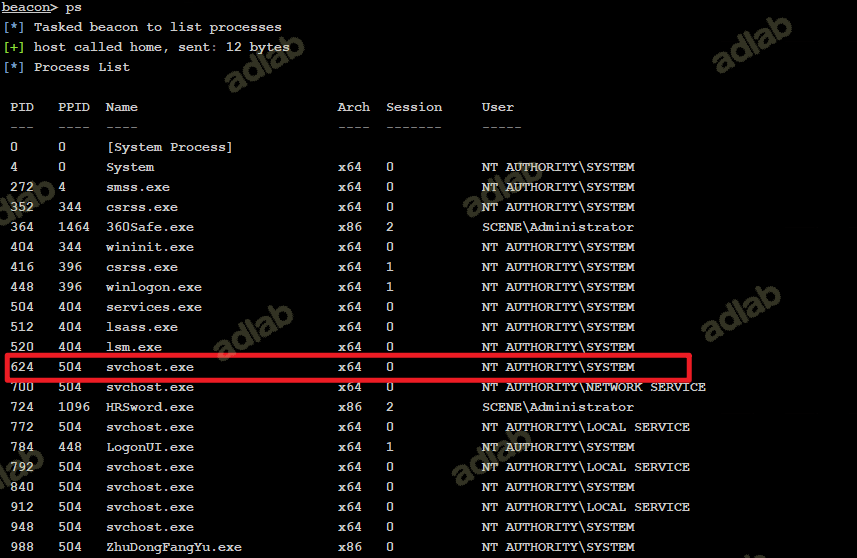 beacon> ps
[*] Tasked beacon to list processes
[+] host called home, sent: 12 bytes
[*] Process List
PID PPID Name Arch Session User
--- ---- ---- ---- ------- -----
0 0 [System Process]
4 0 System x64 0 NT AUTHORITY\SYSTEM
272 4 smss.exe x64 0 NT AUTHORITY\SYSTEM
352 344 csrss.exe x64 0 NT AUTHORITY\SYSTEM
364 1464 360Safe.exe x86 2 SCENE\Administrator
404 344 wininit.exe x64 0 NT AUTHORITY\SYSTEM
416 396 csrss.exe x64 1 NT AUTHORITY\SYSTEM
448 396 winlogon.exe x64 1 NT AUTHORITY\SYSTEM
504 404 services.exe x64 0 NT AUTHORITY\SYSTEM
512 404 lsass.exe x64 0 NT AUTHORITY\SYSTEM
520 404 lsm.exe x64 0 NT AUTHORITY\SYSTEM
624 504 svchost.exe x64 0 NT AUTHORITY\SYSTEM
700 504 svchost.exe x64 0 NT AUTHORITY\NETWORK SERVICE
724 1096 HRSword.exe x86 2 SCENE\Administrator
772 504 svchost.exe x64 0 NT AUTHORITY\LOCAL SERVICE
784 448 LogonUI.exe x64 1 NT AUTHORITY\SYSTEM
792 504 svchost.exe x64 0 NT AUTHORITY\LOCAL SERVICE
840 504 svchost.exe x64 0 NT AUTHORITY\SYSTEM
912 504 svchost.exe x64 0 NT AUTHORITY\LOCAL SERVICE
948 504 svchost.exe x64 0 NT AUTHORITY\SYSTEM
988 504 ZhuDongFangYu.exe x86 0 NT AUTHORITY\SYSTEM
adlab
adlab
adlab
adlab
adlab
adlab
adlab
adlab